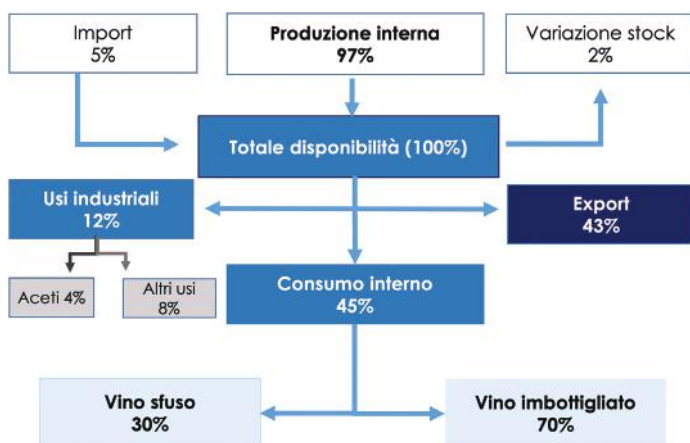 Import
5%
Produzione interna
97%
Variazione stock
2%
Totale disponibilità (100%)
Usi industriali
12%
Export
43%
Aceti 4%
Altri usi
8%
Consumo interno
45%
Vino sfuso
30%
Vino imbottigliato
70%